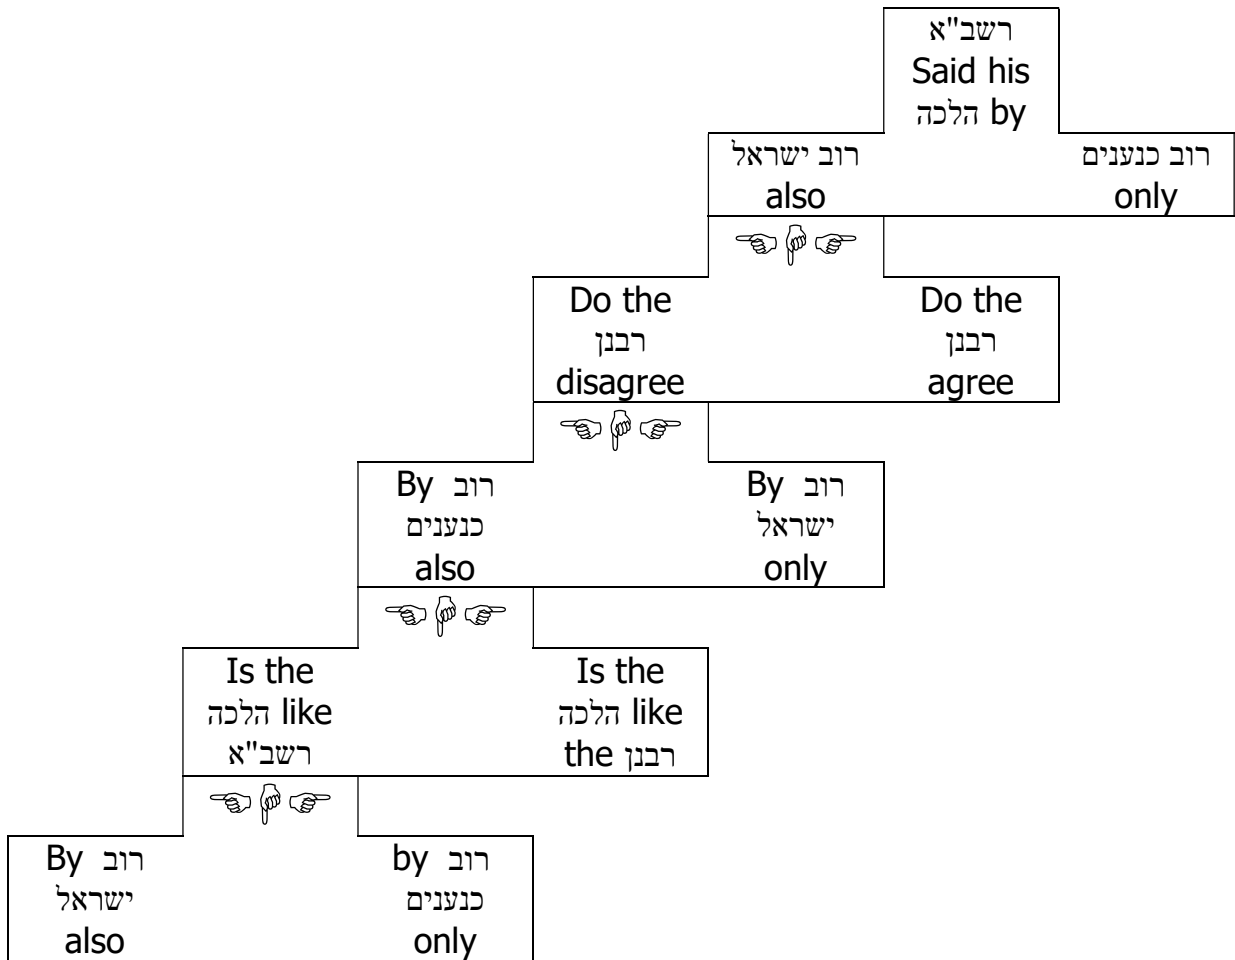 רשב"א
Said his
הלכה by
רוב ישראל
also
רוב כנענים
only
Do the
רבנן
disagree
Do the
רבנן
agree
By רוב
כנענים
also
By רוב
ישראל
only
Is the
הלכה like
רשב"א
Is the
הלכה like
the רבנן
By רוב
ישראל
also
by רוב
כנענים
only